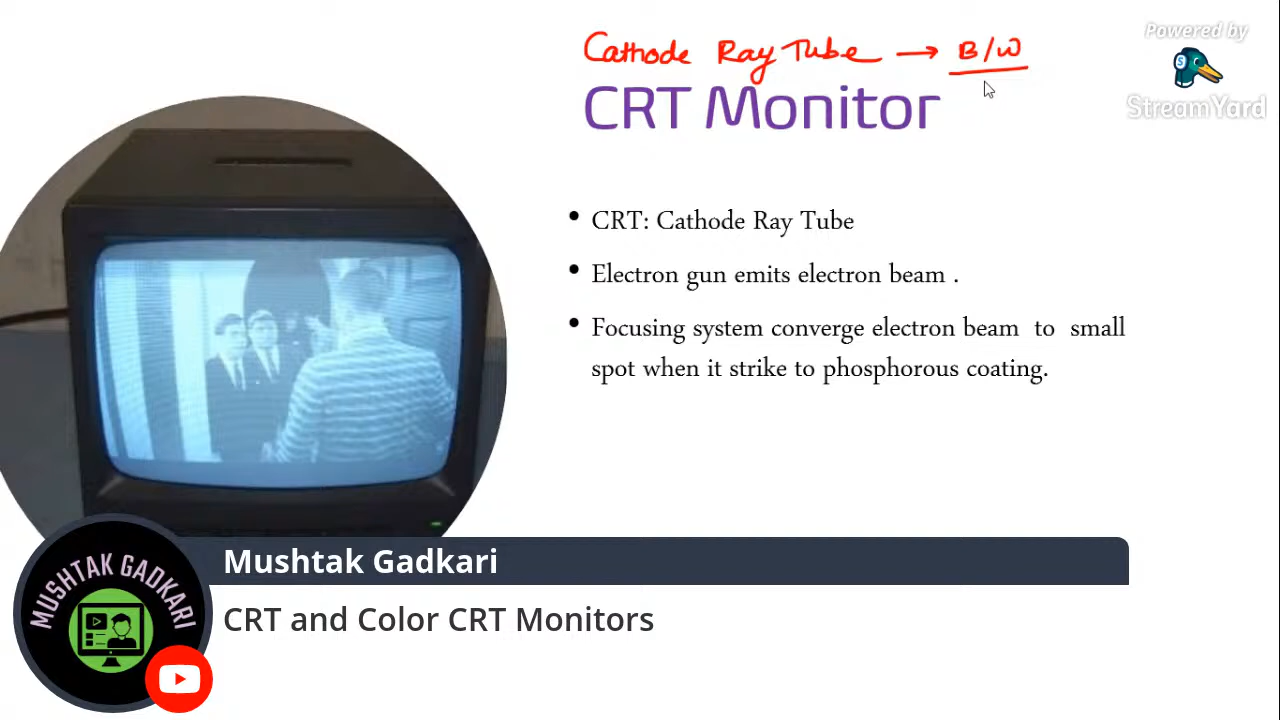 Cathode Ray Tube → B/W
Powered by
StreamYard
CRT Monitor
• CRT: Cathode Ray Tube
• Electron gun emits electron beam .
• Focusing system converge electron beam to small
spot when it strike to phosphorous coating.
MUSHTAK GADKARI
Mushtak Gadkari
CRT and Color CRT Monitors